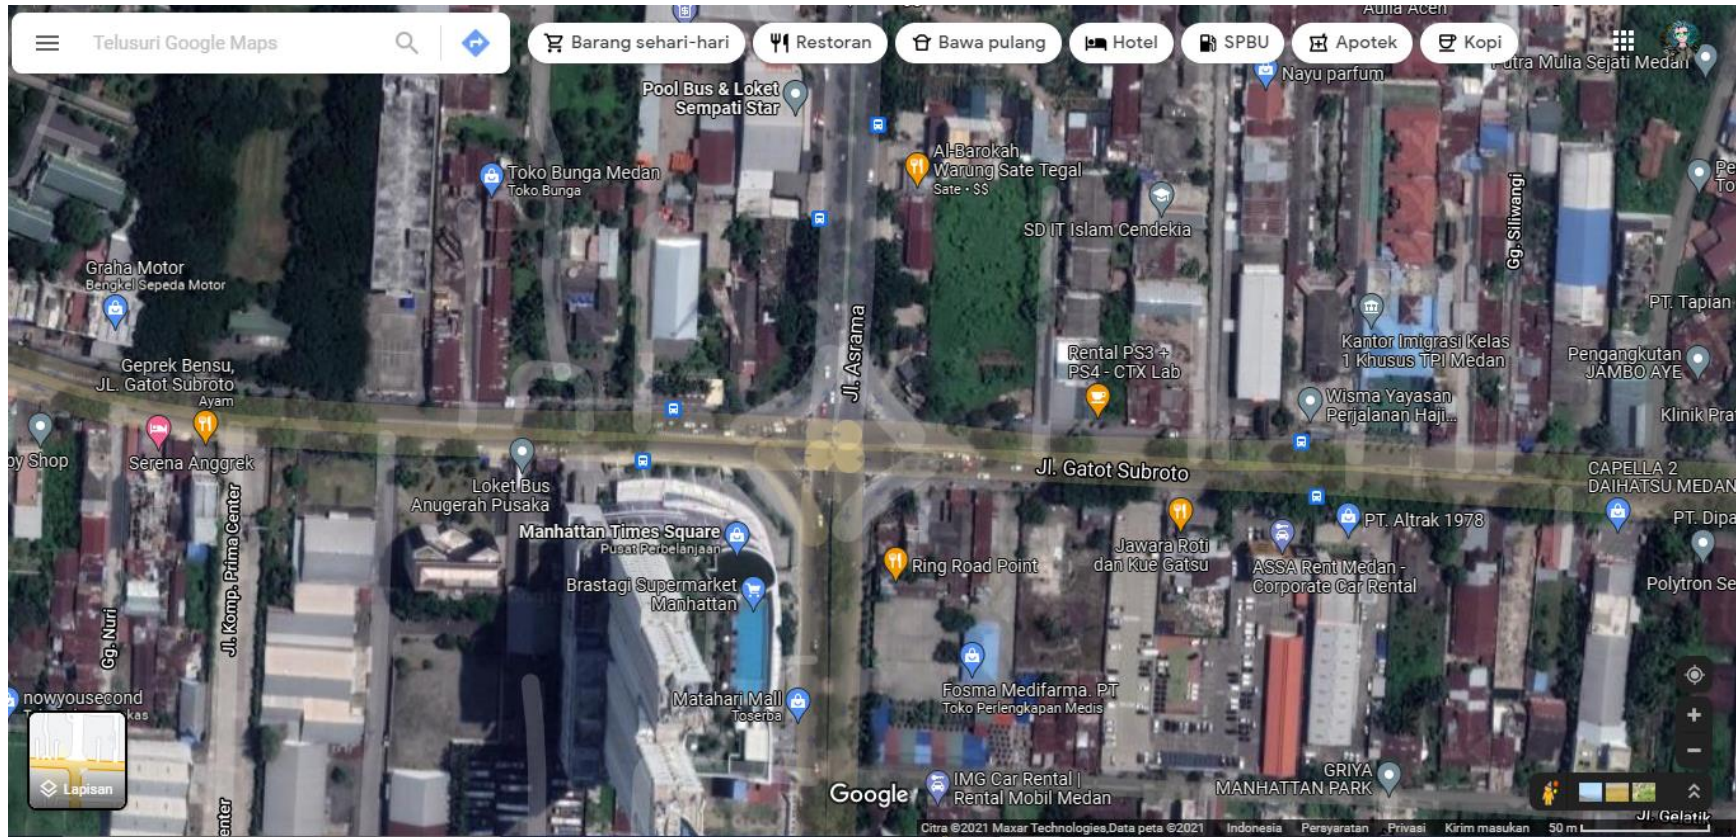 Telusuri Google Maps
Barang sehari-hari
Restoran
Bawa pulang
Hotel
SPBU
Apotek
Kopi
Aulia Aceh
Nayu parfum
Putra Mulia Sejati Medan
Pool Bus & Loket
Sempati Star
Toko Bunga Medan
Toko Bunga
Al-Barokah
Warung Sate Tegal
Sate • $$
SD IT Islam Cendekia
Gg. Siliwangi
Graha Motor
Bengkel Sepeda Motor
PT. Tapian
Jl. Asrama
Kantor Imigrasi Kelas
1 Khusus TPI Medan
Rental PS3 +
PS4 - CTX Lab
Pengangkutan
JAMBO AYE
Geprek Bensu,
JL. Gatot Subroto
Ayam
Wisma Yayasan
Perjalanan Haji...
Klinik Pra
by Shop
Serena Anggrek
Jl. Gatot Subroto
CAPELLA 2
DAIHATSU MEDAN
Loket Bus
Anugerah Pusaka
Jl. Komp. Prima Center
Manhattan Times Square
Pusat Perbelanjaan
PT. Altrak 1978
PT. Dipa
Jawara Roti
dan Kue Gatsu
Ring Road Point
ASSA Rent Medan -
Corporate Car Rental
Brastagi Supermarket
Manhattan
Polytron Se
Gg. Nuri
nowyousecond
Matahari Mall
Toserba
Fosma Medifarma. PT
Toko Perlengkapan Medis
Lapisan
enter
Google
IMG Car Rental |
Rental Mobil Medan
GRIYA
MANHATTAN PARK
Jl. Gelatik
Citra ©2021 Maxar Technologies,Data peta ©2021
Indonesia
Persyaratan
Privasi
Kirim masukan
50 m